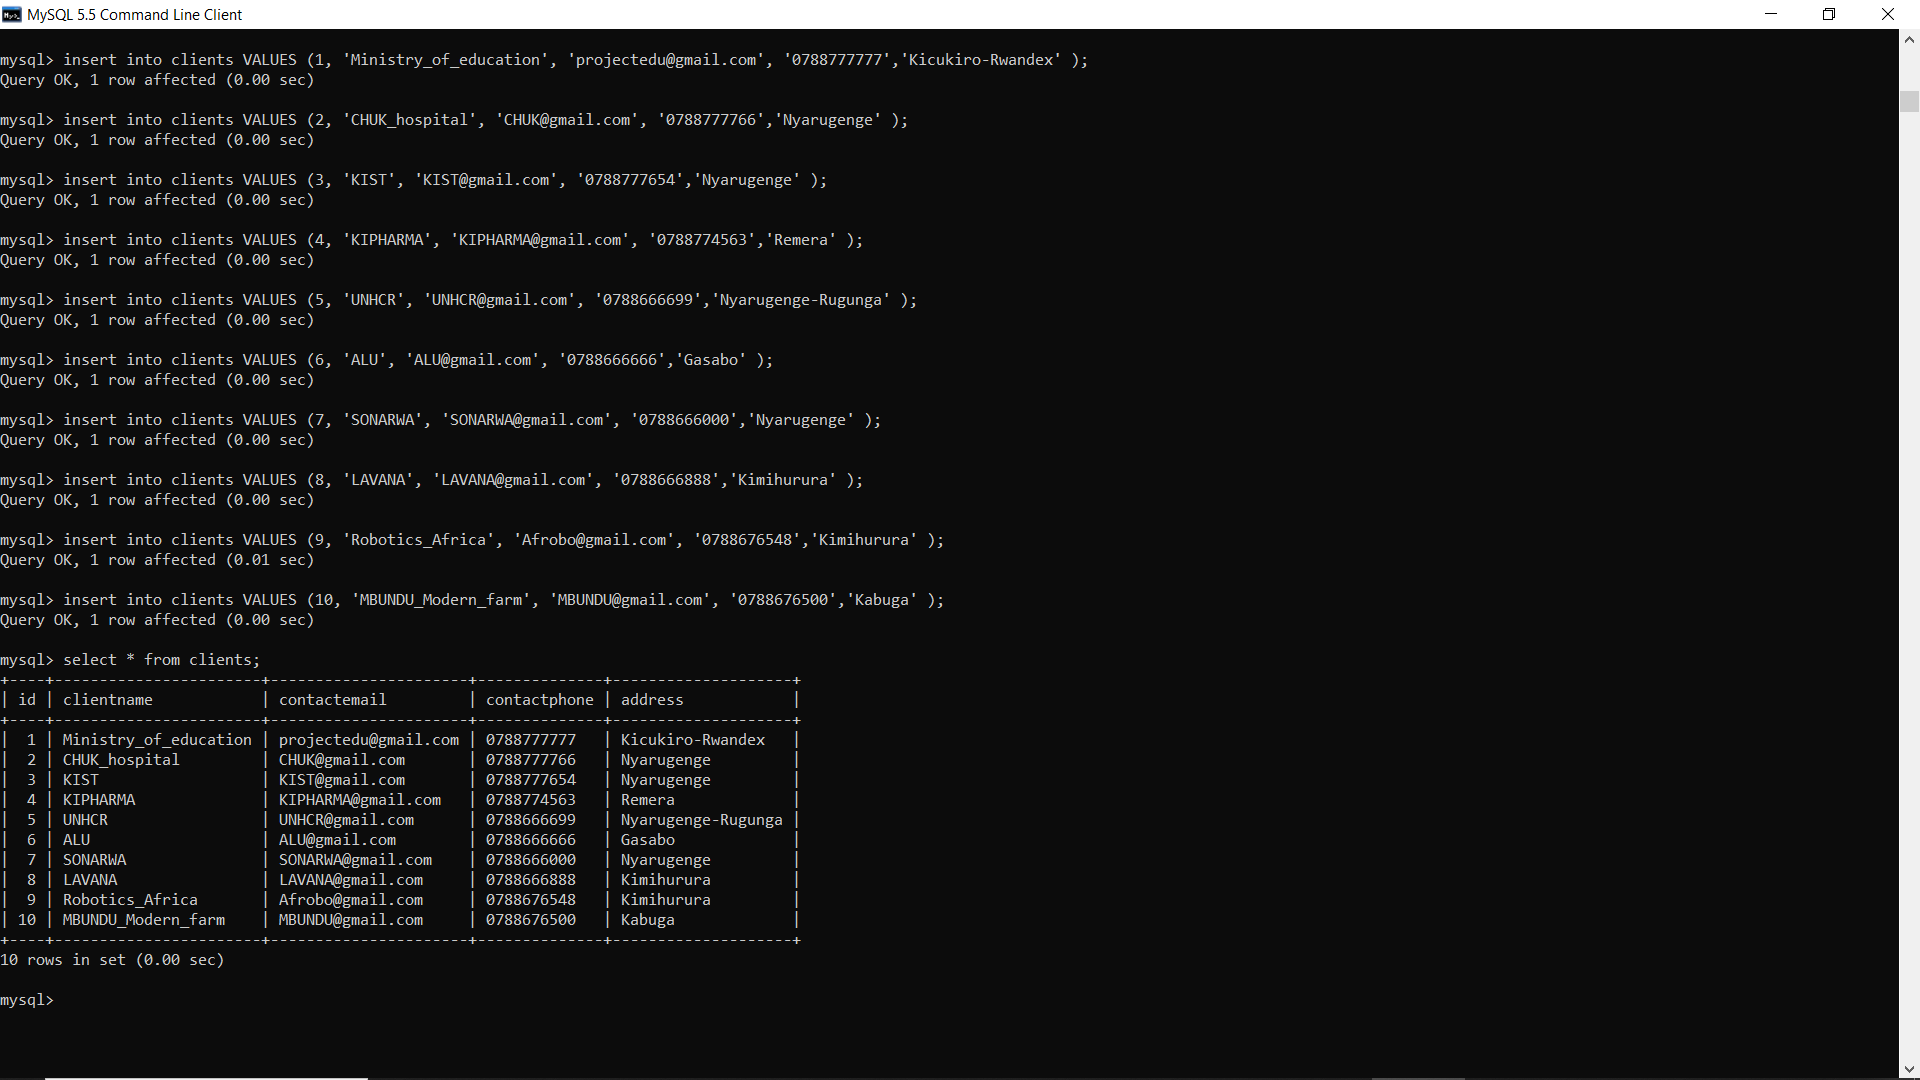 MySQL 5.5 Command Line Client
mysql> insert into clients VALUES (1, 'Ministry_of_education', 'projectedu@gmail.com', '0788777777','Kicukiro-Rwandex' );
Query OK, 1 row affected (0.00 sec)
mysql> insert into clients VALUES (2, 'CHUK_hospital', 'CHUK@gmail.com', '0788777766','Nyarugenge' );
Query OK, 1 row affected (0.00 sec)
mysql> insert into clients VALUES (3, 'KIST', 'KIST@gmail.com', '0788777654','Nyarugenge' );
Query OK, 1 row affected (0.00 sec)
mysql> insert into clients VALUES (4, 'KIPHARMA', 'KIPHARMA@gmail.com', '0788774563','Remera' );
Query OK, 1 row affected (0.00 sec)
mysql> insert into clients VALUES (5, 'UNHCR', 'UNHCR@gmail.com', '0788666699','Nyarugenge-Rugunga' );
Query OK, 1 row affected (0.00 sec)
mysql> insert into clients VALUES (6, 'ALU', 'ALU@gmail.com', '0788666666','Gasabo' );
Query OK, 1 row affected (0.00 sec)
mysql> insert into clients VALUES (7, 'SONARWA', 'SONARWA@gmail.com', '0788666000','Nyarugenge' );
Query OK, 1 row affected (0.00 sec)
mysql> insert into clients VALUES (8, 'LAVANA', 'LAVANA@gmail.com', '0788666888','Kimihurura' );
Query OK, 1 row affected (0.00 sec)
mysql> insert into clients VALUES (9, 'Robotics_Africa', 'Afrobo@gmail.com', '0788676548','Kimihurura' );
Query OK, 1 row affected (0.01 sec)
mysql> insert into clients VALUES (10, 'MBUNDU_Modern_farm', 'MBUNDU@gmail.com', '0788676500','Kabuga' );
Query OK, 1 row affected (0.00 sec)
mysql> select * from clients;
+----+-----------------------+----------------------+--------------+--------------------+
| id | clientname            | contactemail         | contactphone | address            |
+----+-----------------------+----------------------+--------------+--------------------+
|  1 | Ministry_of_education | projectedu@gmail.com | 0788777777   | Kicukiro-Rwandex   |
|  2 | CHUK_hospital         | CHUK@gmail.com       | 0788777766   | Nyarugenge         |
|  3 | KIST                  | KIST@gmail.com       | 0788777654   | Nyarugenge         |
|  4 | KIPHARMA              | KIPHARMA@gmail.com   | 0788774563   | Remera             |
|  5 | UNHCR                 | UNHCR@gmail.com      | 0788666699   | Nyarugenge-Rugunga |
|  6 | ALU                   | ALU@gmail.com        | 0788666666   | Gasabo             |
|  7 | SONARWA               | SONARWA@gmail.com    | 0788666000   | Nyarugenge         |
|  8 | LAVANA                | LAVANA@gmail.com     | 0788666888   | Kimihurura         |
|  9 | Robotics_Africa       | Afrobo@gmail.com     | 0788676548   | Kimihurura         |
| 10 | MBUNDU_Modern_farm    | MBUNDU@gmail.com     | 0788676500   | Kabuga             |
+----+-----------------------+----------------------+--------------+--------------------+
10 rows in set (0.00 sec)
mysql>